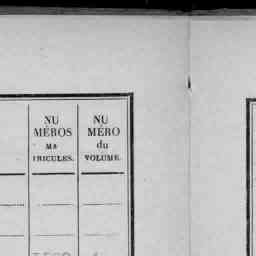 NU
MÉROS
MA
TRICULES.
NU
MÉRO
du
VOLUME.